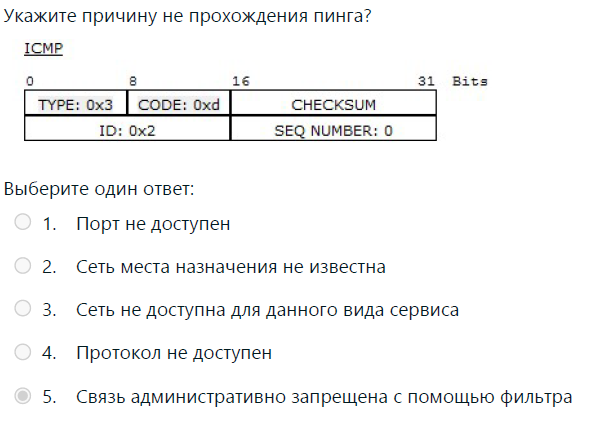 Укажите причину не прохождения пинга?
ICMP
0 8 16 31 Bits
TYPE: 0x3 CODE: 0xd CHECKSUM
ID: 0x2 SEQ NUMBER: 0
Выберите один ответ:
1. Порт не доступен
2. Сеть места назначения не известна
3. Сеть не доступна для данного вида сервиса
4. Протокол не доступен
5. Связь административно запрещена с помощью фильтра